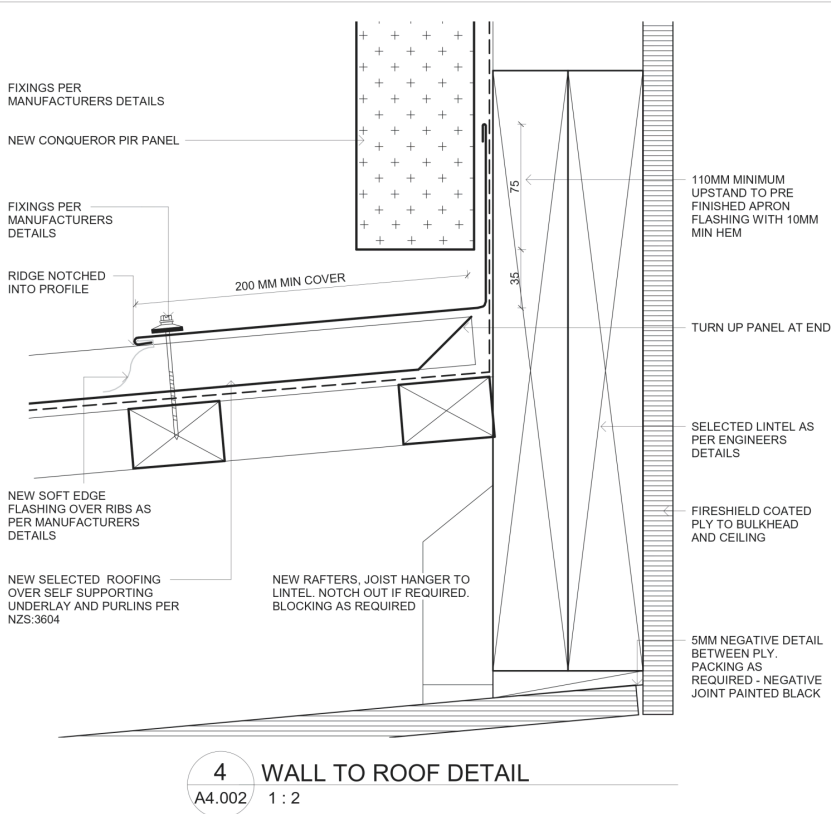 FIXINGS PER
MANUFACTURERS DETAILS
NEW CONQUEROR PIR PANEL
FIXINGS PER
MANUFACTURERS
DETAILS
RIDGE NOTCHED
INTO PROFILE
200 MM MIN COVER
75
35
110MM MINIMUM
UPSTAND TO PRE
FINISHED APRON
FLASHING WITH 10MM
MIN HEM
TURN UP PANEL AT END
SELECTED LINTEL AS
PER ENGINEERS
DETAILS
FIRESHIELD COATED
PLY TO BULKHEAD
AND CEILING
NEW SOFT EDGE
FLASHING OVER RIBS AS
PER MANUFACTURERS
DETAILS
NEW SELECTED ROOFING
OVER SELF SUPPORTING
UNDERLAY AND PURLINS PER
NZS:3604
NEW RAFTERS, JOIST HANGER TO
LINTEL. NOTCH OUT IF REQUIRED.
BLOCKING AS REQUIRED
5MM NEGATIVE DETAIL
BETWEEN PLY.
PACKING AS
REQUIRED - NEGATIVE
JOINT PAINTED BLACK
4 WALL TO ROOF DETAIL
A4.002 1 : 2